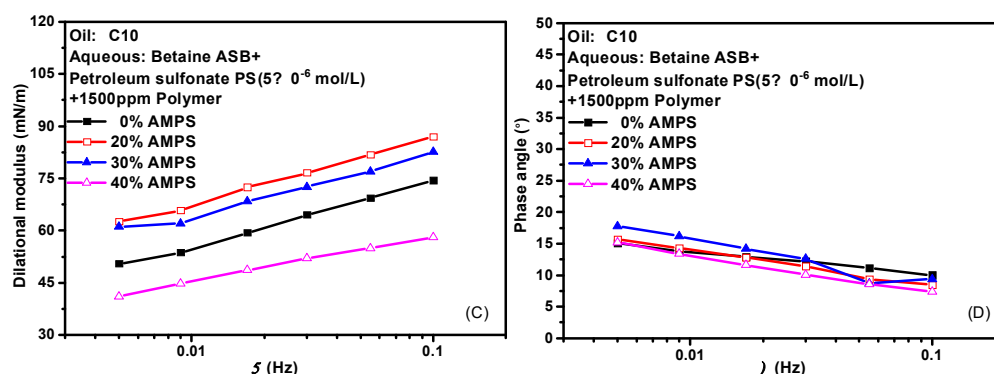 120
105
90
75
60
45
30
Dilational modulus (mN/m)
Oil: C10
Aqueous: Betaine ASB+
Petroleum sulfonate PS(5? 0-6 mol/L)
+1500ppm Polymer
0% AMPS
20% AMPS
30% AMPS
40% AMPS
(C)
0.01
0.1
(Hz)
50
45
40
35
30
25
20
15
10
5
0
Phase angle (°)
Oil: C10
Aqueous: Betaine ASB+
Petroleum sulfonate PS(5? 0-6 mol/L)
+1500ppm Polymer
0% AMPS
20% AMPS
30% AMPS
40% AMPS
(D)
0.01
0.1
(Hz)